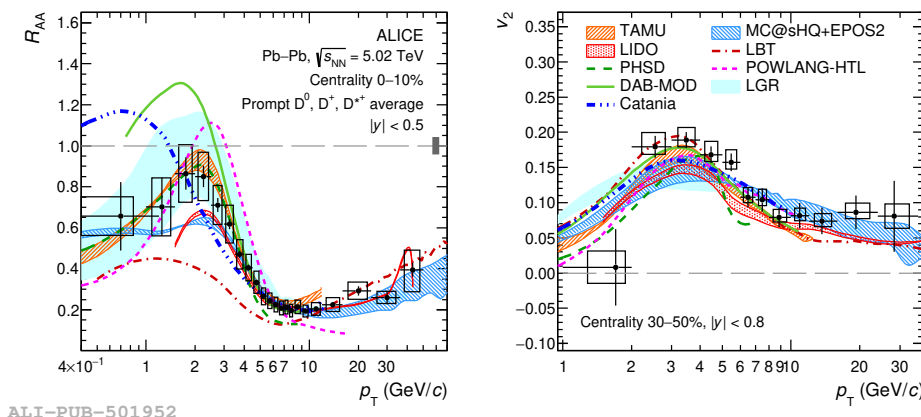 R_AA
1.6
1.4
1.2
1.0
0.8
0.6
0.4
0.2
ALICE
Pb–Pb, √s_NN = 5.02 TeV
Centrality 0–10%
Prompt D⁰, D⁺, D*⁺ average
|y| < 0.5
4×10⁻¹ 1 2 3 4 5 6 7 10 20 30
p_T (GeV/c)
ALI-PUB-501952
v_2
0.35
0.30
0.25
0.20
0.15
0.10
0.05
0.00
−0.05
−0.10
TAMU
LIDO
PHSD
DAB-MOD
Catania
MC@sHQ+EPOS2
LBT
POWLANG-HTL
LGR
Centrality 30–50%, |y| < 0.8
1 2 3 4 5 6 7 8 9 10 20 30
p_T (GeV/c)